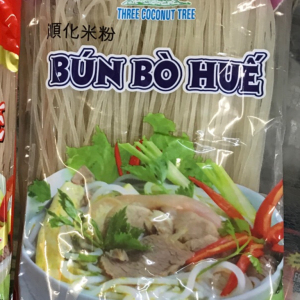 THREE COCONUT TREE
順化米粉
BÚN BÒ HUẾ